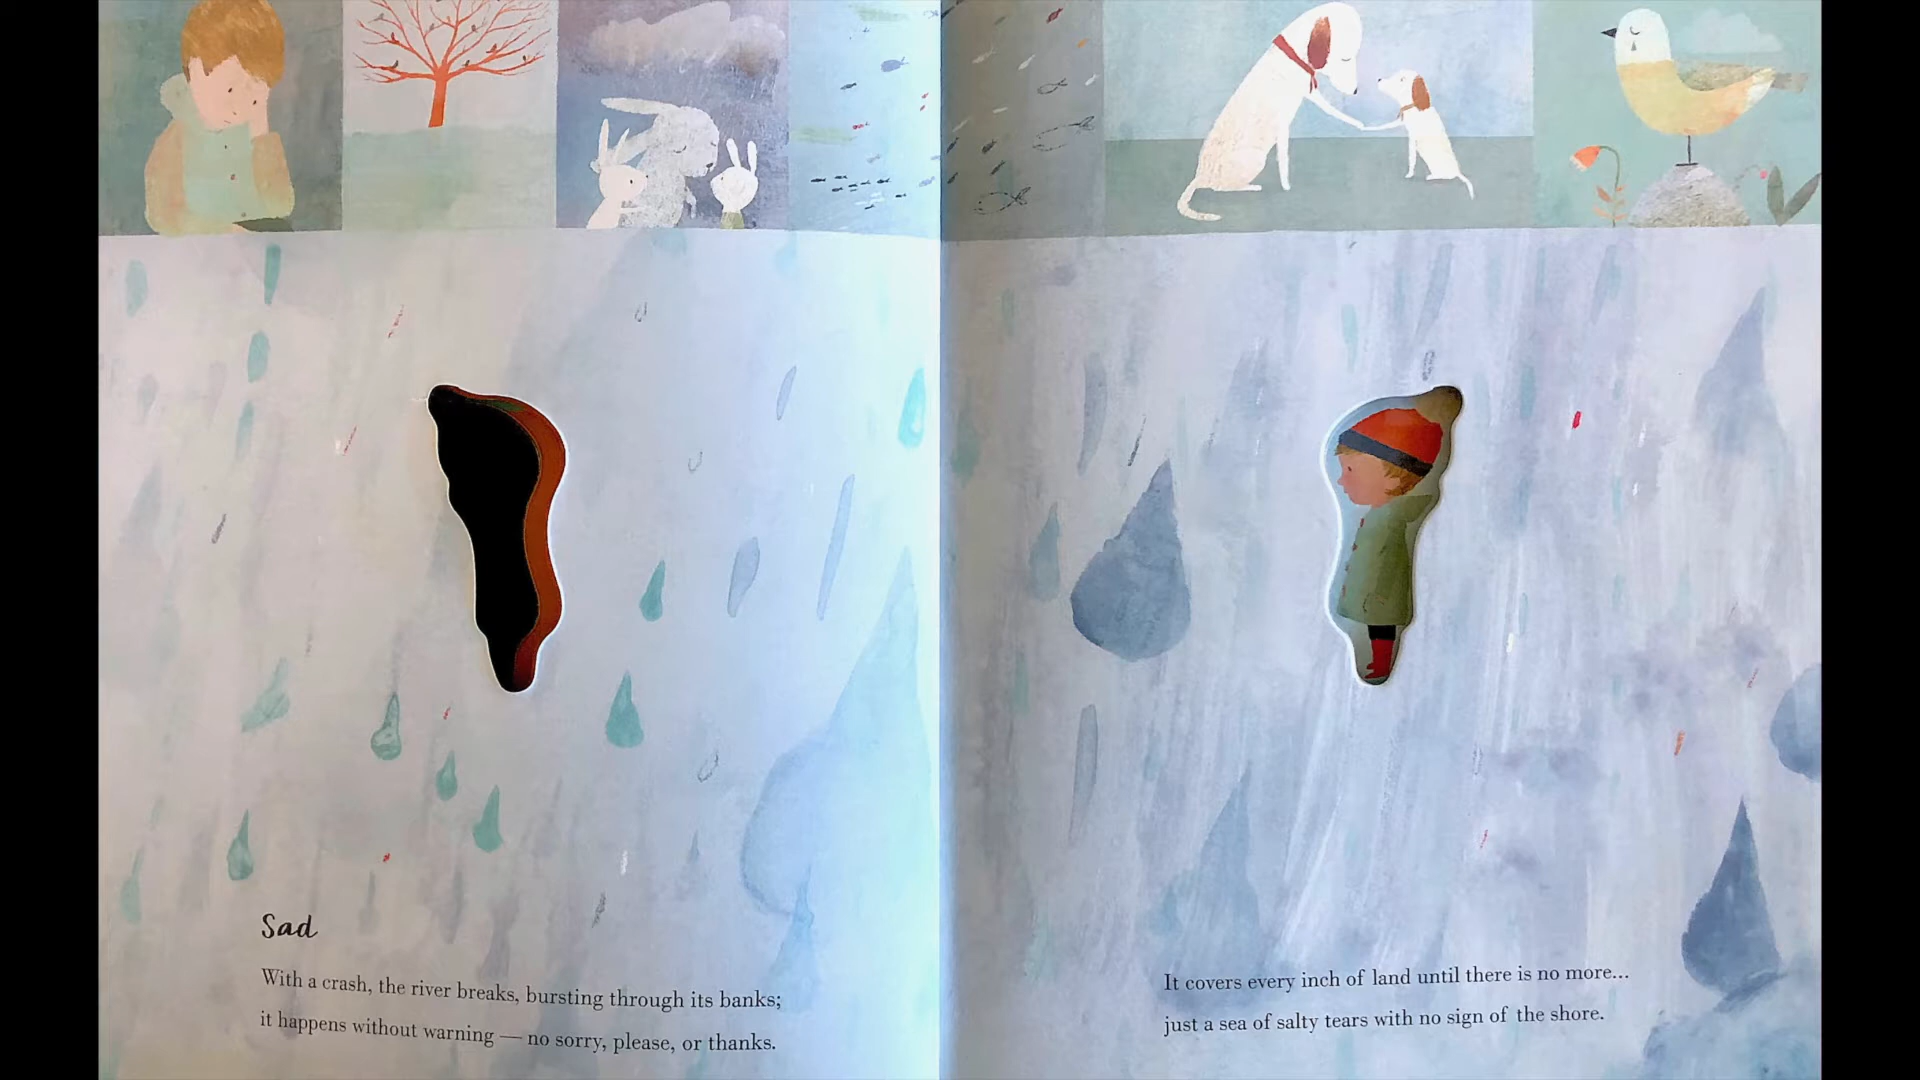 Sad
With a crash, the river breaks, bursting through its banks;
it happens without warning — no sorry, please, or thanks.
It covers every inch of land until there is no more...
just a sea of salty tears with no sign of the shore.